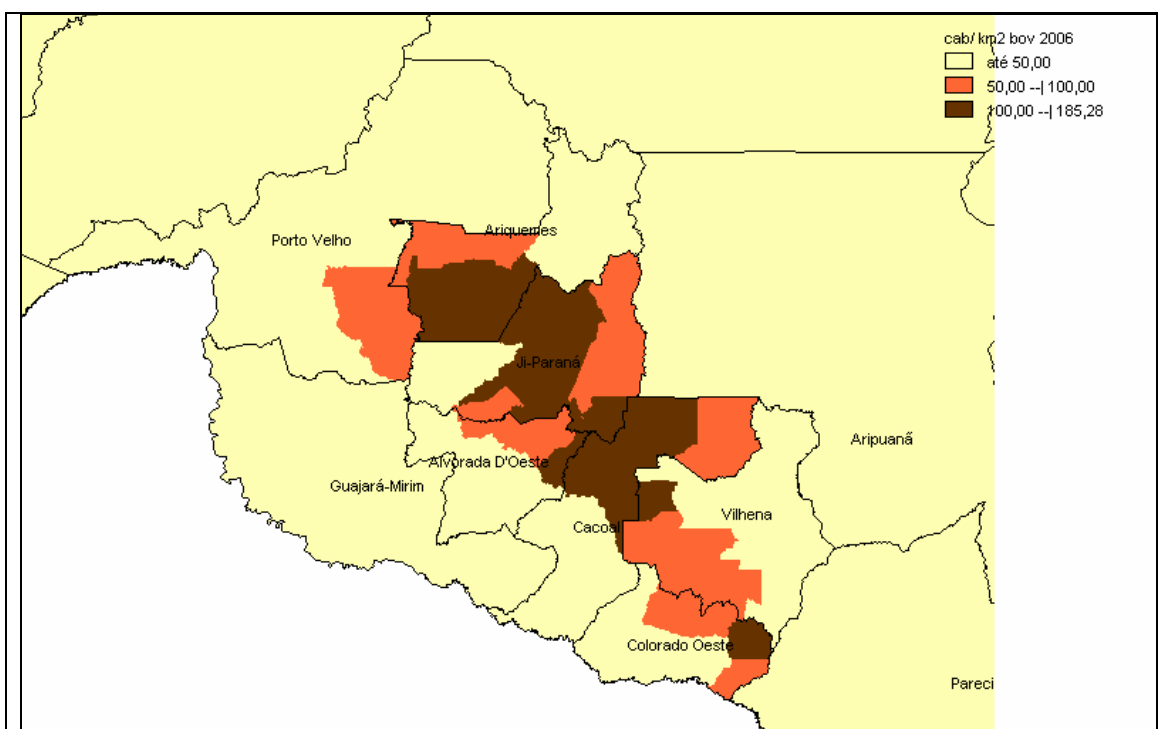 cab/ km2 bov 2006
até 50,00
50,00 --| 100,00
100,00 --| 185,28
Ariquemes
Porto Velho
Ji-Paraná
Aripuanã
Alvorada D'Oeste
Guajará-Mirim
Vilhena
Cacoal
Colorado Oeste
Pareci